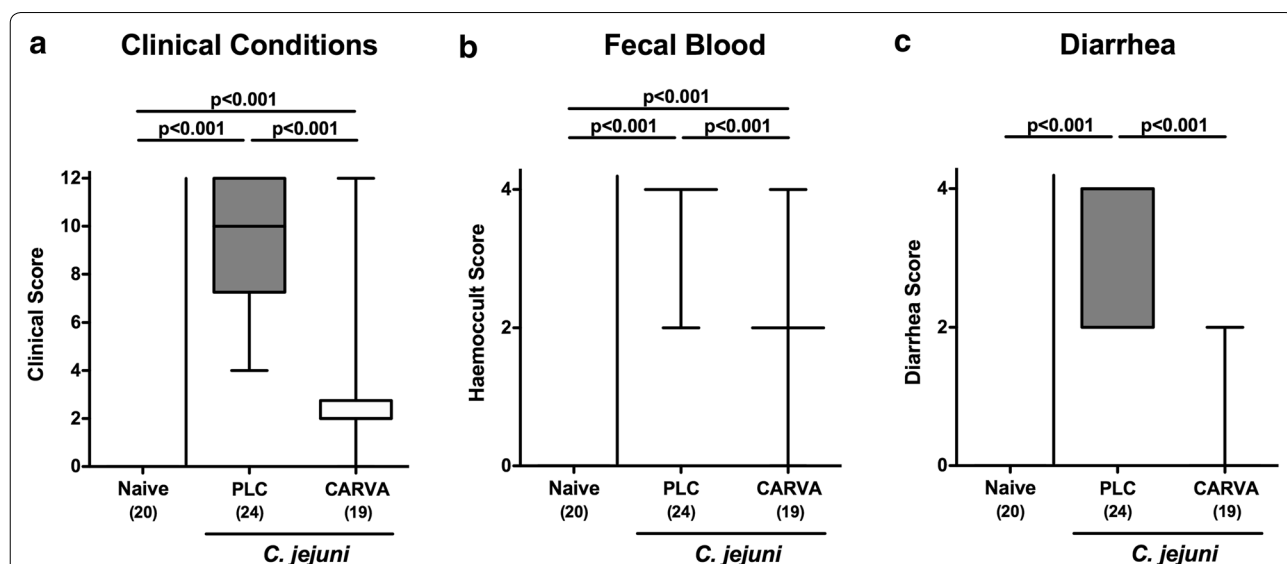 a Clinical Conditions
p<0.001
p<0.001 p<0.001
Clinical Score
12
10
8
6
4
2
0
Naive PLC CARVA
(20) (24) (19)
C. jejuni
b Fecal Blood
p<0.001
p<0.001 p<0.001
Haemoccult Score
4
2
0
Naive PLC CARVA
(20) (24) (19)
C. jejuni
c Diarrhea
p<0.001 p<0.001
Diarrhea Score
4
2
0
Naive PLC CARVA
(20) (24) (19)
C. jejuni